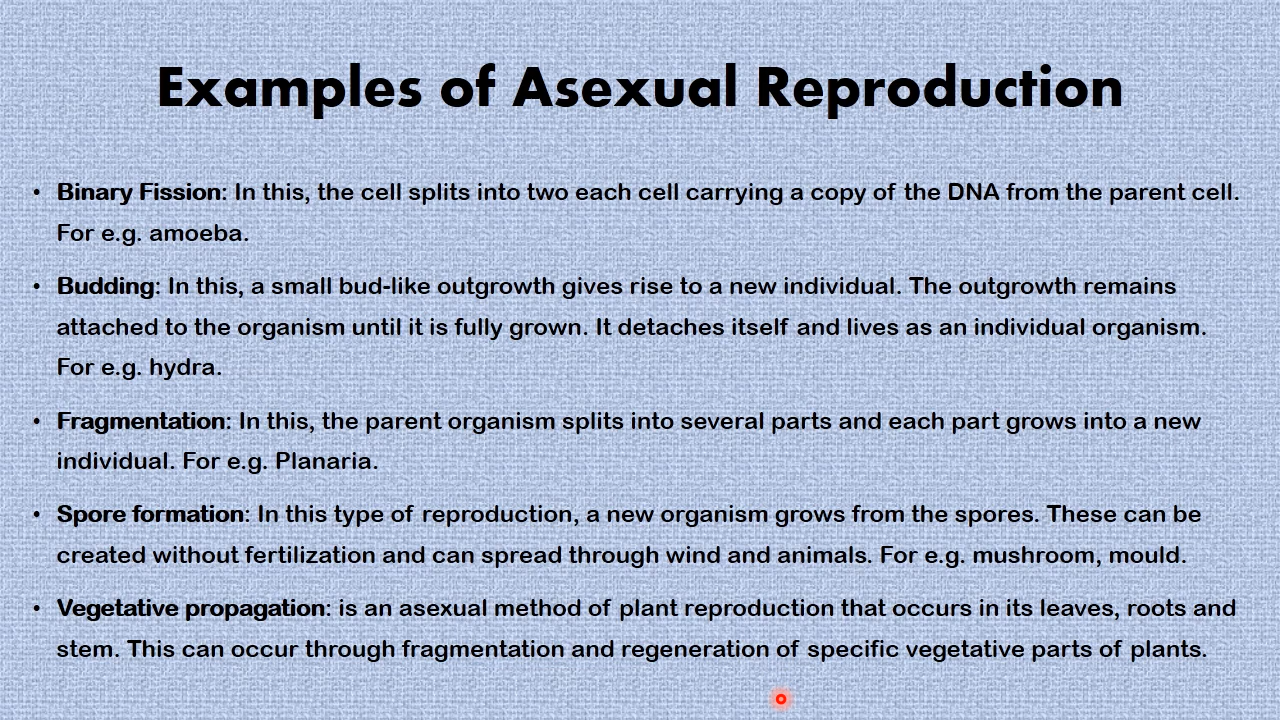 Examples of Asexual Reproduction
• Binary Fission: In this, the cell splits into two each cell carrying a copy of the DNA from the parent cell.
For e.g. amoeba.
• Budding: In this, a small bud-like outgrowth gives rise to a new individual. The outgrowth remains
attached to the organism until it is fully grown. It detaches itself and lives as an individual organism.
For e.g. hydra.
• Fragmentation: In this, the parent organism splits into several parts and each part grows into a new
individual. For e.g. Planaria.
• Spore formation: In this type of reproduction, a new organism grows from the spores. These can be
created without fertilization and can spread through wind and animals. For e.g. mushroom, mould.
• Vegetative propagation: is an asexual method of plant reproduction that occurs in its leaves, roots and
stem. This can occur through fragmentation and regeneration of specific vegetative parts of plants.